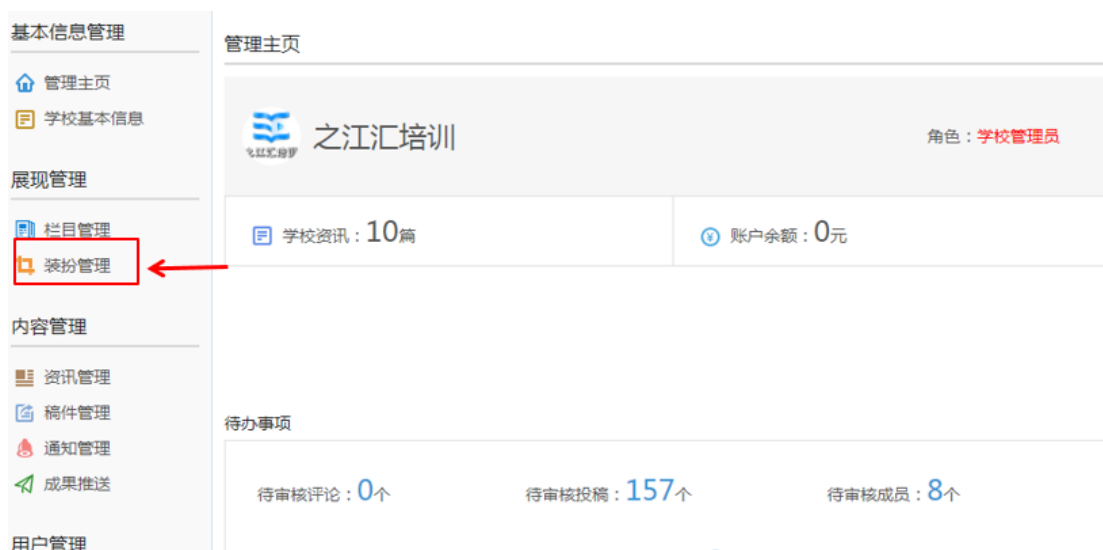 基本信息管理
管理主页
学校基本信息
展现管理
栏目管理
装扮管理
内容管理
资讯管理
稿件管理
通知管理
成果推送
用户管理
管理主页
之江汇培训
之江汇培训
角色：学校管理员
学校资讯：10篇
账户余额：0元
待办事项
待审核评论：0个
待审核投稿：157个
待审核成员：8个